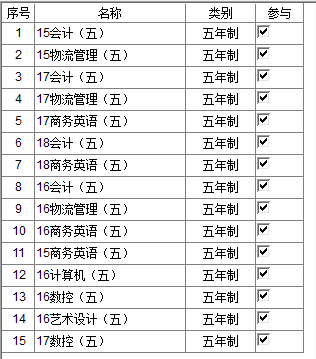 序号 名称 类别 参与
1 15会计（五） 五年制
2 15物流管理（五） 五年制
3 17会计（五） 五年制
4 17物流管理（五） 五年制
5 17商务英语（五） 五年制
6 18会计（五） 五年制
7 18商务英语（五） 五年制
8 16会计（五） 五年制
9 16物流管理（五） 五年制
10 16商务英语（五） 五年制
11 15商务英语（五） 五年制
12 16计算机（五） 五年制
13 16数控（五） 五年制
14 16艺术设计（五） 五年制
15 17数控（五） 五年制